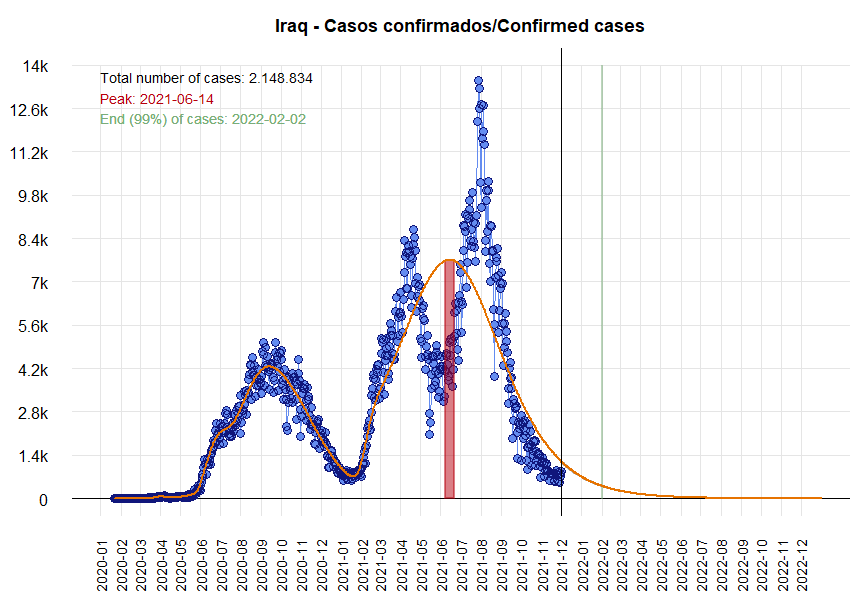 Iraq - Casos confirmados/Confirmed cases
Total number of cases: 2.148.834
Peak: 2021-06-14
End (99%) of cases: 2022-02-02
14k
12.6k
11.2k
9.8k
8.4k
7k
5.6k
4.2k
2.8k
1.4k
0
2020-01
2020-02
2020-03
2020-04
2020-05
2020-06
2020-07
2020-08
2020-09
2020-10
2020-11
2020-12
2021-01
2021-02
2021-03
2021-04
2021-05
2021-06
2021-07
2021-08
2021-09
2021-10
2021-11
2021-12
2022-01
2022-02
2022-03
2022-04
2022-05
2022-06
2022-07
2022-08
2022-09
2022-10
2022-11
2022-12